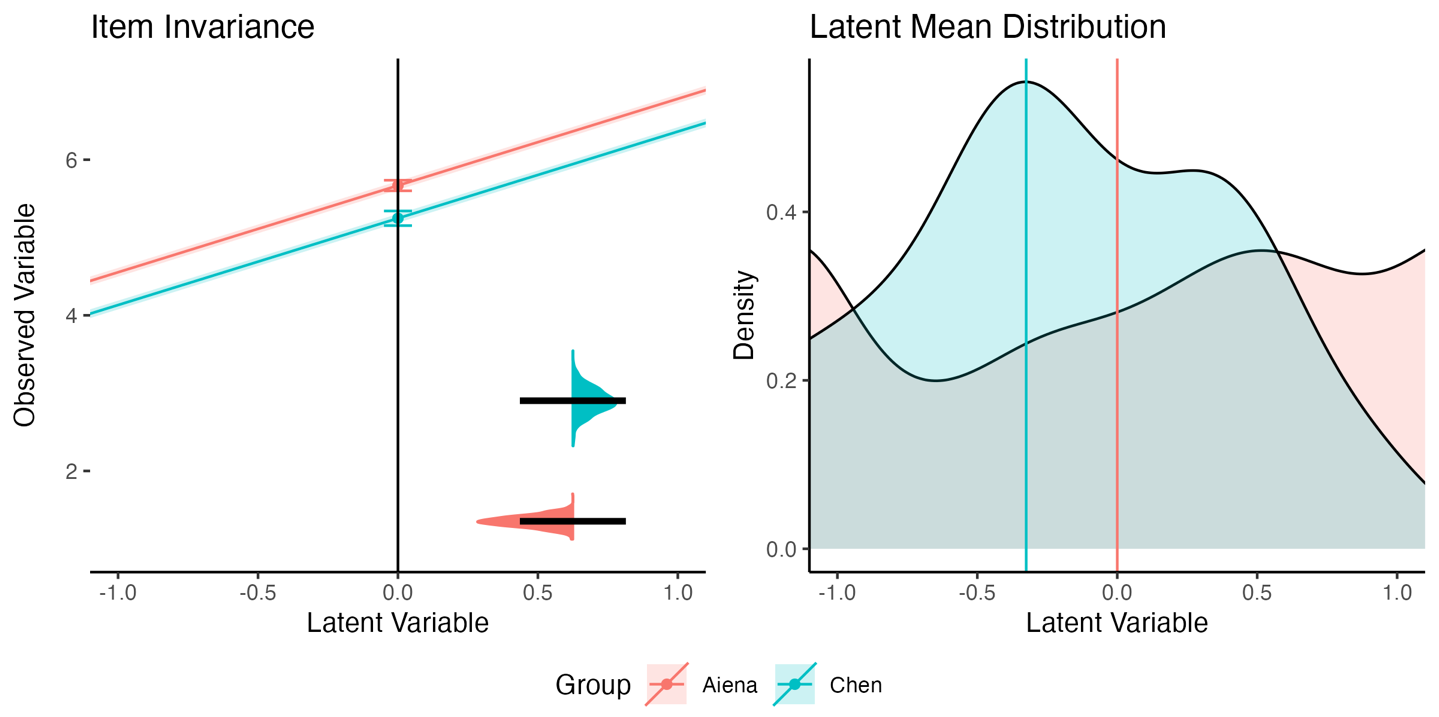 Item Invariance
Observed Variable
6
4
2
-1.0 -0.5 0.0 0.5 1.0
Latent Variable
Latent Mean Distribution
Density
0.4
0.2
0.0
-1.0 -0.5 0.0 0.5 1.0
Latent Variable
Group Aiena Chen